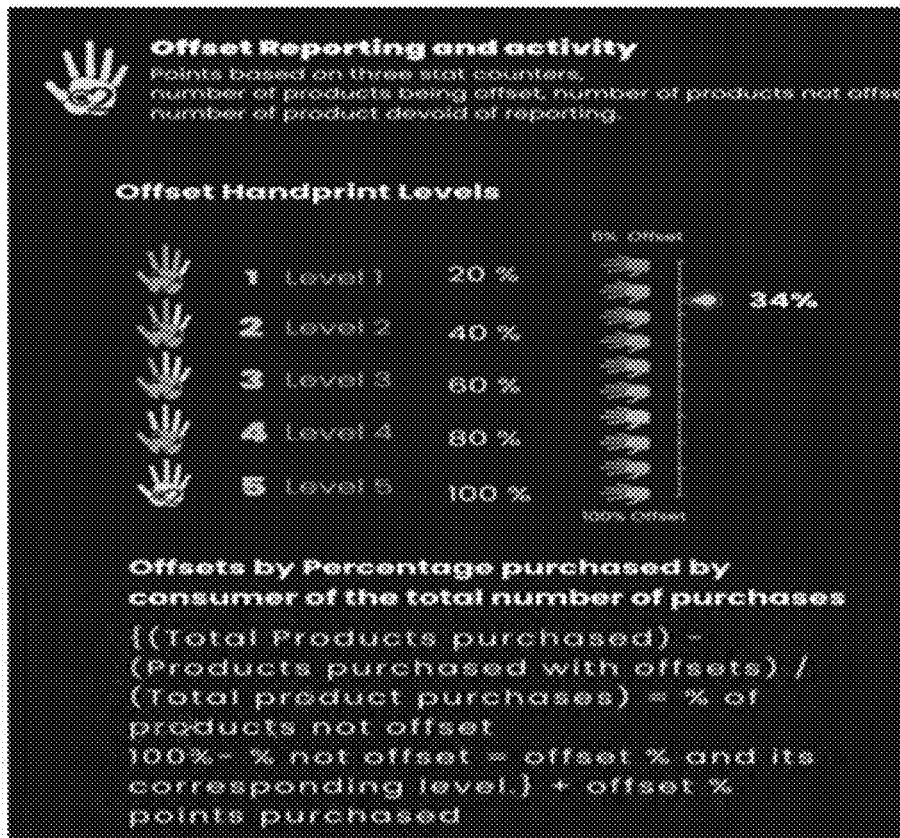 Offset Reporting and activity
Points based on three stat counters,
number of products being offset, number of products not offse
number of product devoid of reporting.
Offset Handprint Levels
5% Offset
1 Level 1 20 %
34%
2 Level 2 40 %
3 Level 3 60 %
4 Level 4 80 %
5 Level 5 100 %
100% Offset
Offsets by Percentage purchased by
consumer of the total number of purchases
{(Total Products purchased) -
(Products purchased with offsets) /
(Total product purchases) = % of
products not offset
100%- % not offset = offset % and its
corresponding level.} + offset %
points purchased